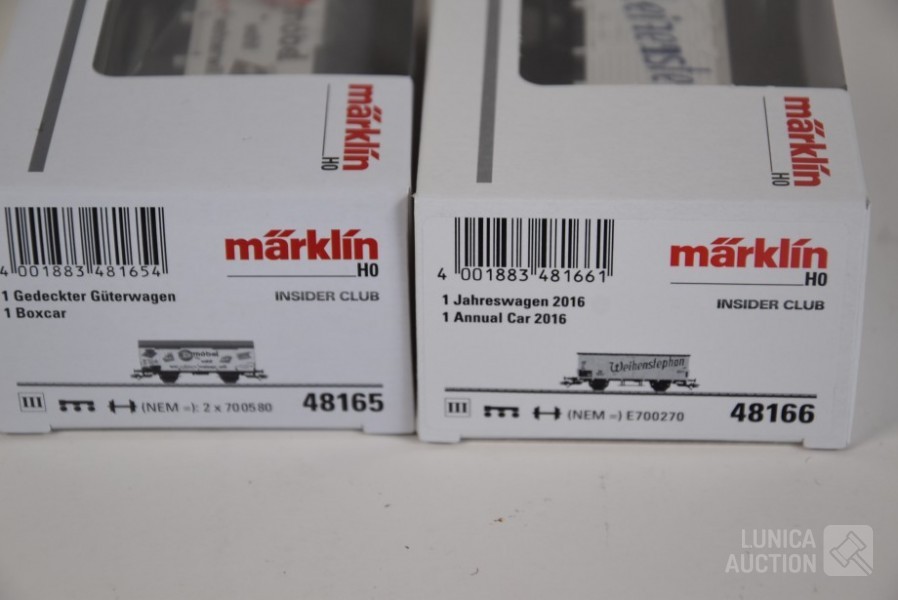 märklin
H0
märklin
H0
4 001883 481654
märklin
H0
1 Gedeckter Güterwagen
1 Boxcar
INSIDER CLUB
III
(NEM =): 2 x 700580
48165
4 001883 481661
märklin
H0
1 Jahreswagen 2016
1 Annual Car 2016
INSIDER CLUB
Weihenstephan
III
(NEM =) E700270
48166
LUNICA
AUCTION